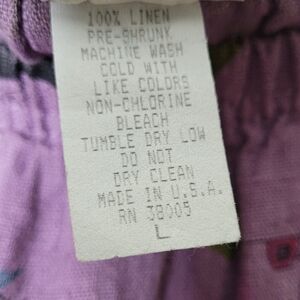 100% LINEN
PRE-SHRUNK
MACHINE WASH
COLD WITH
LIKE COLORS
NON-CHLORINE
BLEACH
TUMBLE DRY LOW
DO NOT
DRY CLEAN
MADE IN U.S.A.
RN 38005
L